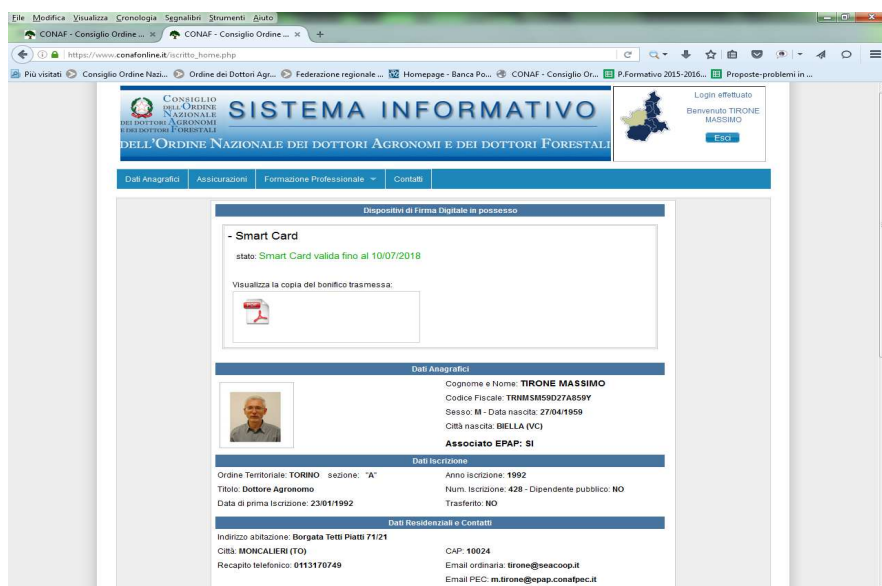 File Modifica Visualizza Cronologia Segnalibri Strumenti Aiuto
CONAF - Consiglio Ordine ... × CONAF - Consiglio Ordine ... × +
https://www.conafonline.it/iscritto_home.php
Più visitati Consiglio Ordine Nazi... Ordine dei Dottori Agr... Federazione regionale ... Homepage - Banca Po... CONAF - Consiglio Or... P.Formativo 2015-2016... Proposte-problemi in ...
CONSIGLIO
DELL'ORDINE
NAZIONALE
DEI DOTTORI AGRONOMI
E DEI DOTTORI FORESTALI
SISTEMA INFORMATIVO
DELL'ORDINE NAZIONALE DEI DOTTORI AGRONOMI E DEI DOTTORI FORESTALI
Login effettuato
Benvenuto TIRONE
MASSIMO
Esci
Dati Anagrafici Assicurazioni Formazione Professionale Contatti
Dispositivi di Firma Digitale in possesso
- Smart Card
stato: Smart Card valida fino al 10/07/2018
Visualizza la copia del bonifico trasmessa:
PDF
Dati Anagrafici
Cognome e Nome: TIRONE MASSIMO
Codice Fiscale: TRNMSM59D27A859Y
Sesso: M - Data nascita: 27/04/1959
Città nascita: BIELLA (VC)
Associato EPAP: SI
Dati Iscrizione
Ordine Territoriale: TORINO sezione: "A" Anno iscrizione: 1992
Titolo: Dottore Agronomo Num. Iscrizione: 428 - Dipendente pubblico: NO
Data di prima Iscrizione: 23/01/1992 Trasferito: NO
Dati Residenziali e Contatti
Indirizzo abitazione: Borgata Tetti Piatti 71/21
Città: MONCALIERI (TO) CAP: 10024
Recapito telefonico: 0113170749 Email ordinaria: tirone@seacoop.it
Email PEC: m.tirone@epap.conafpec.it